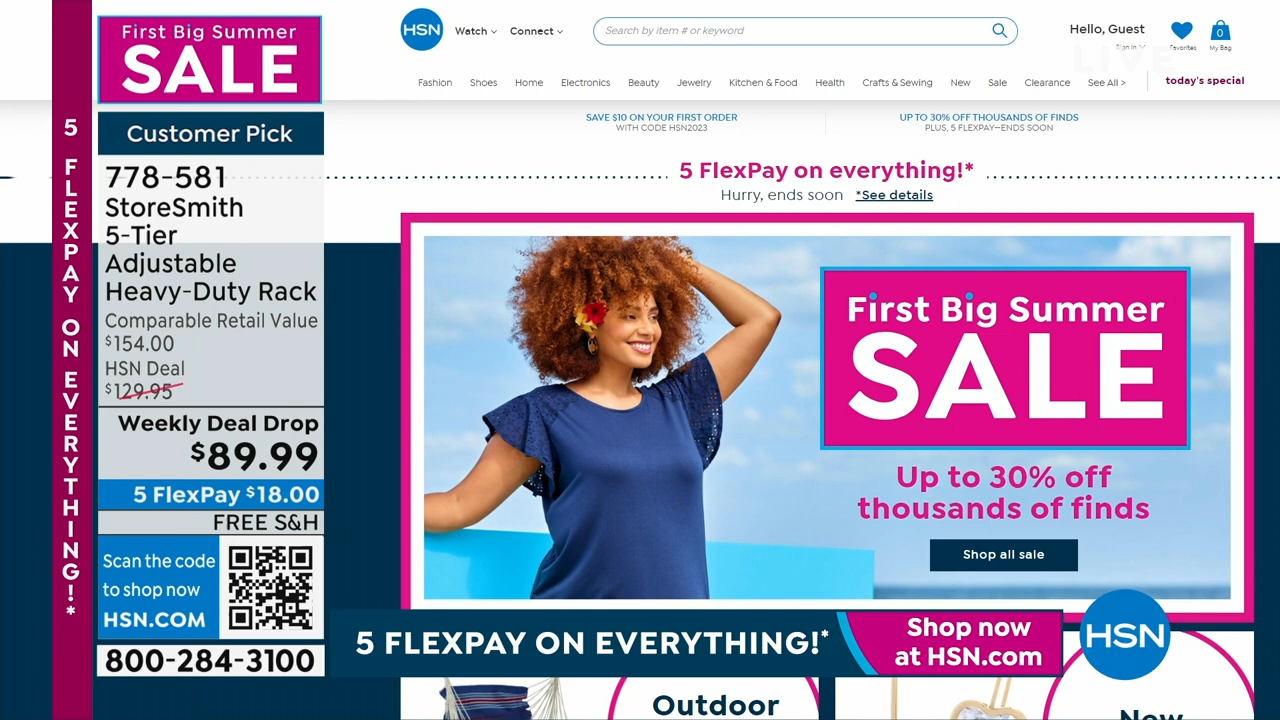 5 FLEXPAY ON EVERYTHING!*
First Big Summer
SALE
Customer Pick
778-581
StoreSmith
5-Tier
Adjustable
Heavy-Duty Rack
Comparable Retail Value
$154.00
HSN Deal
$129.95
Weekly Deal Drop
$89.99
5 FlexPay $18.00
FREE S&H
Scan the code
to shop now
HSN.COM
800-284-3100
HSN
Watch
Connect
Search by item # or keyword
Hello, Guest
Sign in
Favorites
0
My Bag
LIVE
Fashion Shoes Home Electronics Beauty Jewelry Kitchen & Food Health Crafts & Sewing New Sale Clearance See All >
today's special
SAVE $10 ON YOUR FIRST ORDER
WITH CODE HSN2023
UP TO 30% OFF THOUSANDS OF FINDS
PLUS, 5 FLEXPAY—ENDS SOON
5 FlexPay on everything!*
Hurry, ends soon *See details
First Big Summer
SALE
Up to 30% off
thousands of finds
Shop all sale
5 FLEXPAY ON EVERYTHING!*
Shop now
at HSN.com
HSN
Outdoor
New